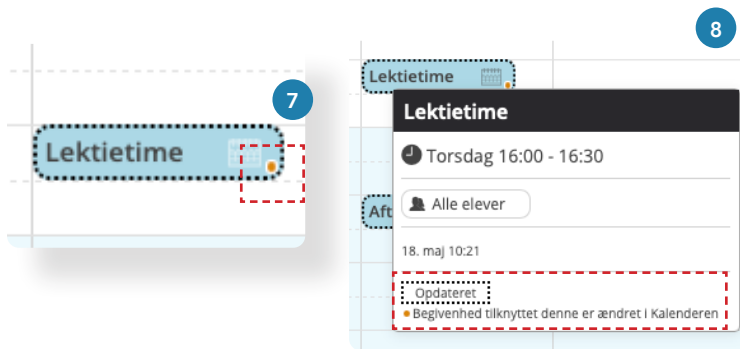 7
Lektietime
8
Lektietime
Lektietime
Torsdag 16:00 - 16:30
Alle elever
Aft
18. maj 10:21
Opdateret
Begivenhed tilknyttet denne er ændret i Kalenderen